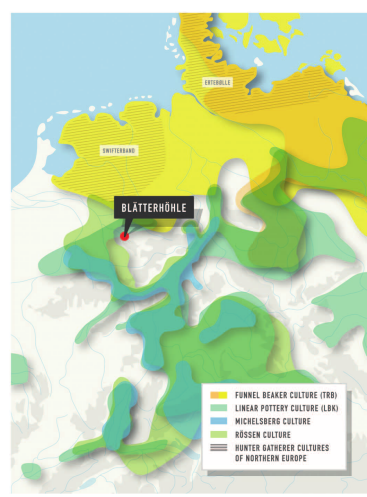 ERTEBØLLE
SWIFTERBANT
BLÄTTERHÖHLE
FUNNEL BEAKER CULTURE (TRB)
LINEAR POTTERY CULTURE (LBK)
MICHELSBERG CULTURE
RÖSSEN CULTURE
HUNTER GATHERER CULTURES
OF NORTHERN EUROPE